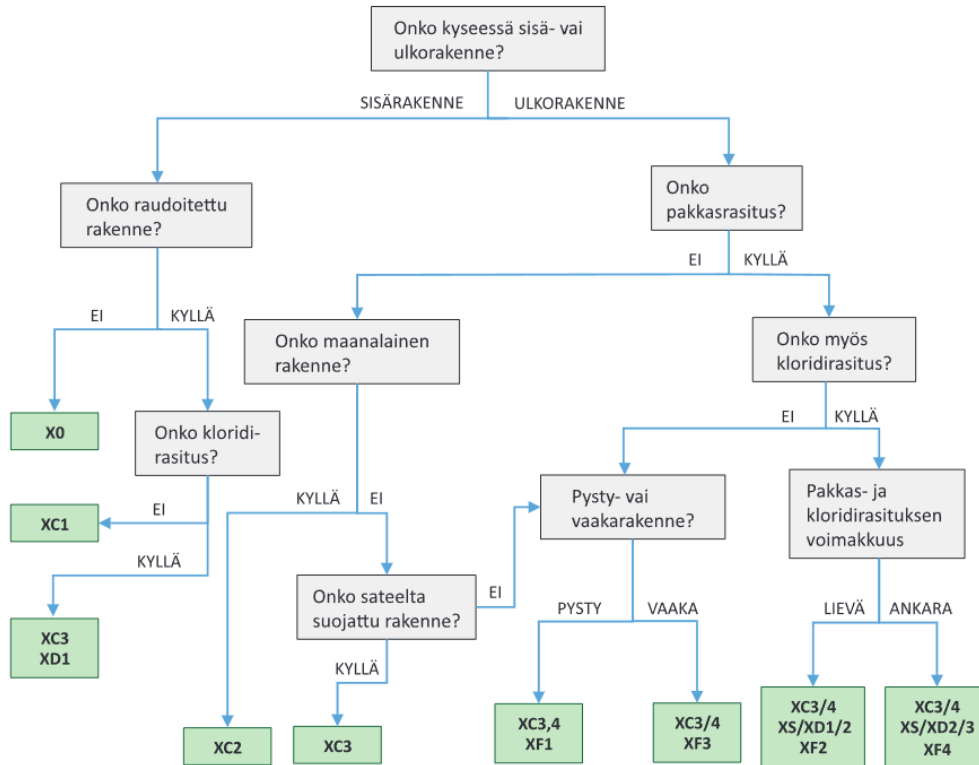 Onko kyseessä sisä- vai
ulkorakenne?
SISÄRAKENNE
ULKORAKENNE
Onko raudoitettu
rakenne?
Onko
pakkasrasitus?
EI
KYLLÄ
EI
KYLLÄ
Onko maanalainen
rakenne?
Onko myös
kloridirasitus?
X0
Onko kloridi-
rasitus?
EI
KYLLÄ
XC1
EI
KYLLÄ
EI
Pysty- vai
vaakarakenne?
Pakkas- ja
kloridirasituksen
voimakkuus
KYLLÄ
Onko sateelta
suojattu rakenne?
EI
XC3
XD1
PYSTY
VAAKA
LIEVÄ
ANKARA
KYLLÄ
XC2
XC3
XC3,4
XF1
XC3/4
XF3
XC3/4
XS/XD1/2
XF2
XC3/4
XS/XD2/3
XF4